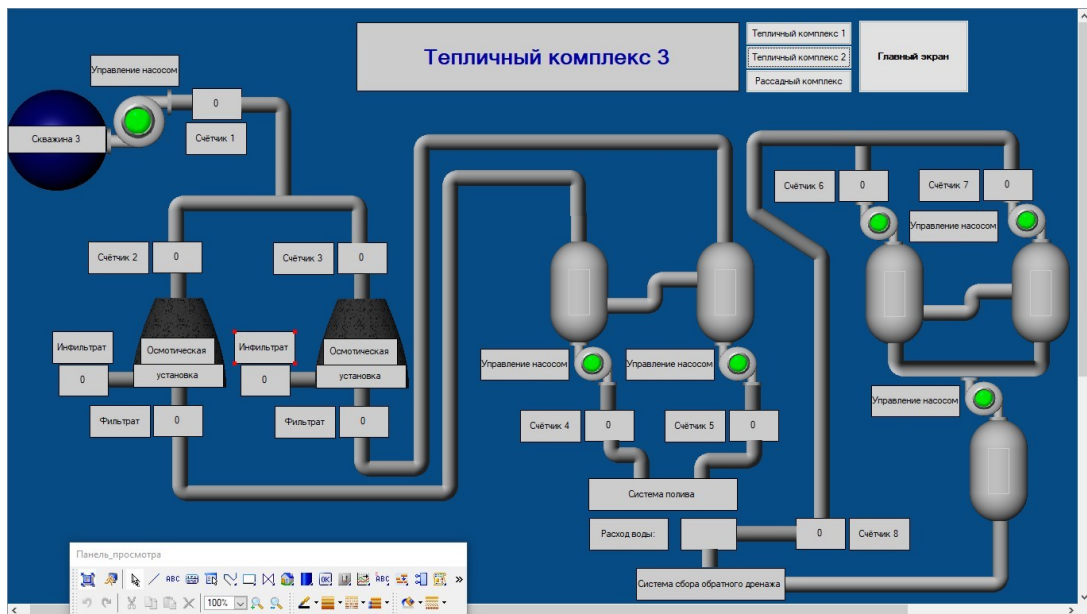 Тепличный комплекс 3
Тепличный комплекс 1
Тепличный комплекс 2
Рассадный комплекс
Главный экран
Управление насосом
0
Скважина 3
Счётчик 1
Счётчик 6
0
Счётчик 7
0
Управление насосом
Счётчик 2
0
Счётчик 3
0
Инфильтрат
Осмотическая
установка
0
Инфильтрат
Осмотическая
установка
0
Управление насосом
Управление насосом
Управление насосом
Фильтрат
0
Фильтрат
0
Счётчик 4
0
Счётчик 5
0
Система полива
Расход воды:
0
Счётчик 8
Система сбора обратного дренажа
Панель_просмотра
ABC
OK
ABC
»
100%